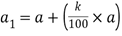 a₁ = a + (k/100 × a)